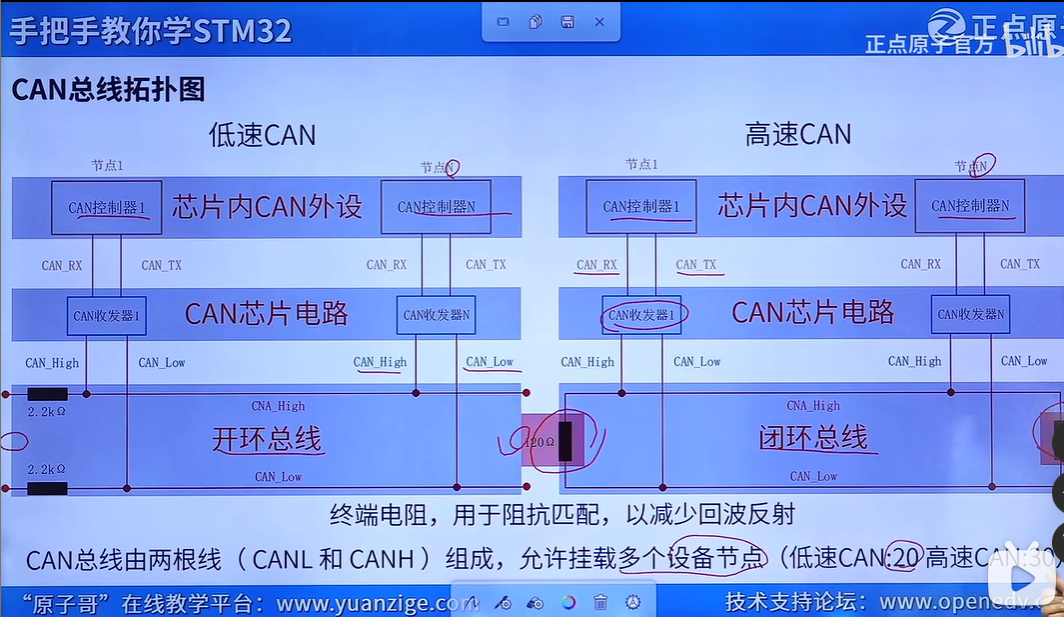 手把手教你学STM32
正点原子官方
CAN总线拓扑图
低速CAN
高速CAN
节点1
节点N
节点1
节点N
CAN控制器1
芯片内CAN外设
CAN控制器N
CAN控制器1
芯片内CAN外设
CAN控制器N
CAN_RX
CAN_TX
CAN_RX
CAN_TX
CAN_RX
CAN_TX
CAN_RX
CAN_TX
CAN收发器1
CAN芯片电路
CAN收发器N
CAN收发器1
CAN芯片电路
CAN收发器N
CAN_High
CAN_Low
CAN_High
CAN_Low
CAN_High
CAN_Low
CAN_High
CAN_Low
2.2kΩ
CNA_High
CNA_High
开环总线
120Ω
闭环总线
2.2kΩ
CAN_Low
CAN_Low
终端电阻，用于阻抗匹配，以减少回波反射
CAN总线由两根线（ CANL 和 CANH ）组成，允许挂载多个设备节点（低速CAN:20 高速CAN:30
“原子哥”在线教学平台：www.yuanzige.com
技术支持论坛：www.openedv.